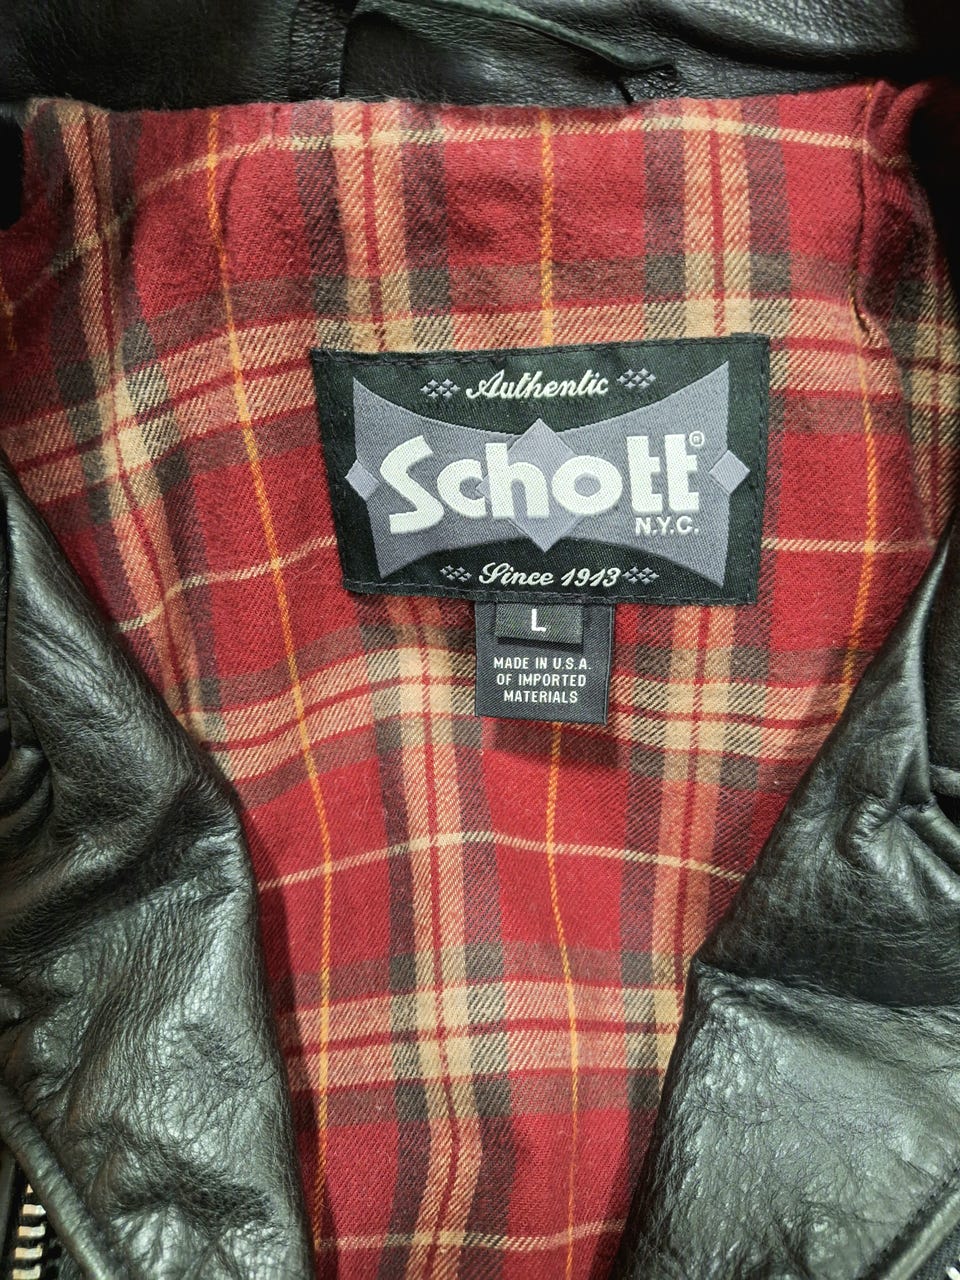 Authentic
Schott®
N.Y.C.
Since 1913
L
MADE IN U.S.A.
OF IMPORTED
MATERIALS